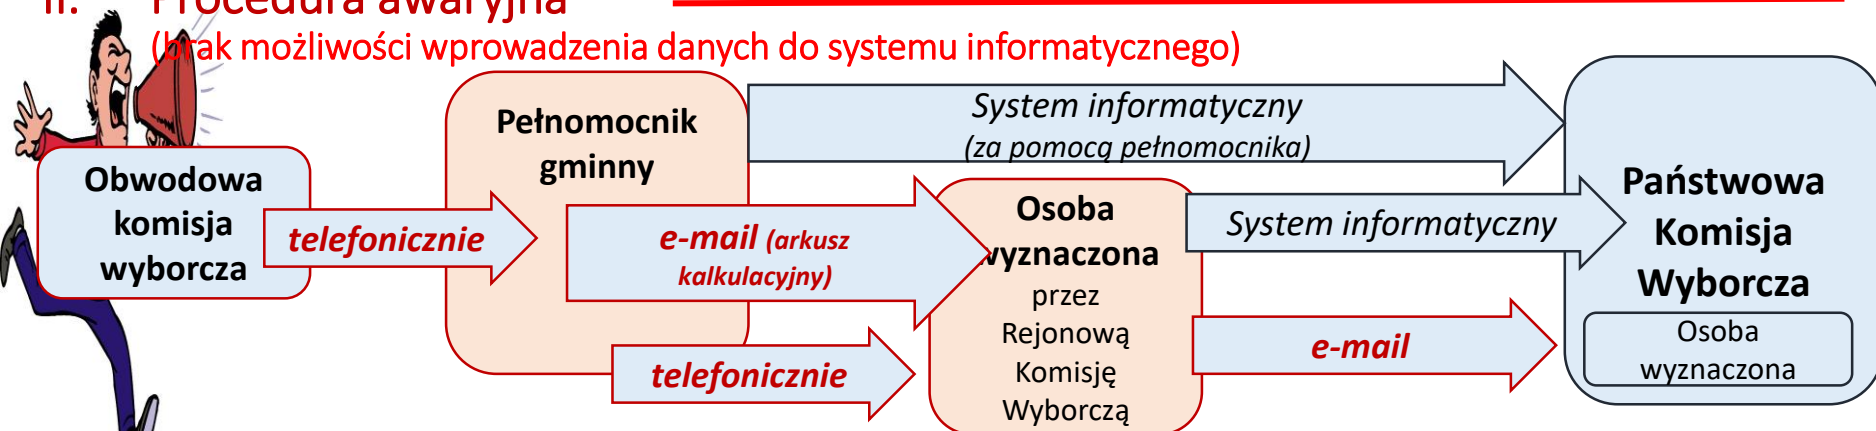 II. Procedura awaryjna
(brak możliwości wprowadzenia danych do systemu informatycznego)
Obwodowa
komisja
wyborcza
telefonicznie
Pełnomocnik
gminny
e-mail (arkusz
kalkulacyjny)
telefonicznie
System informatyczny
(za pomocą pełnomocnika)
Osoba
wyznaczona
przez
Rejonową
Komisję
Wyborczą
System informatyczny
e-mail
Państwowa
Komisja
Wyborcza
Osoba
wyznaczona